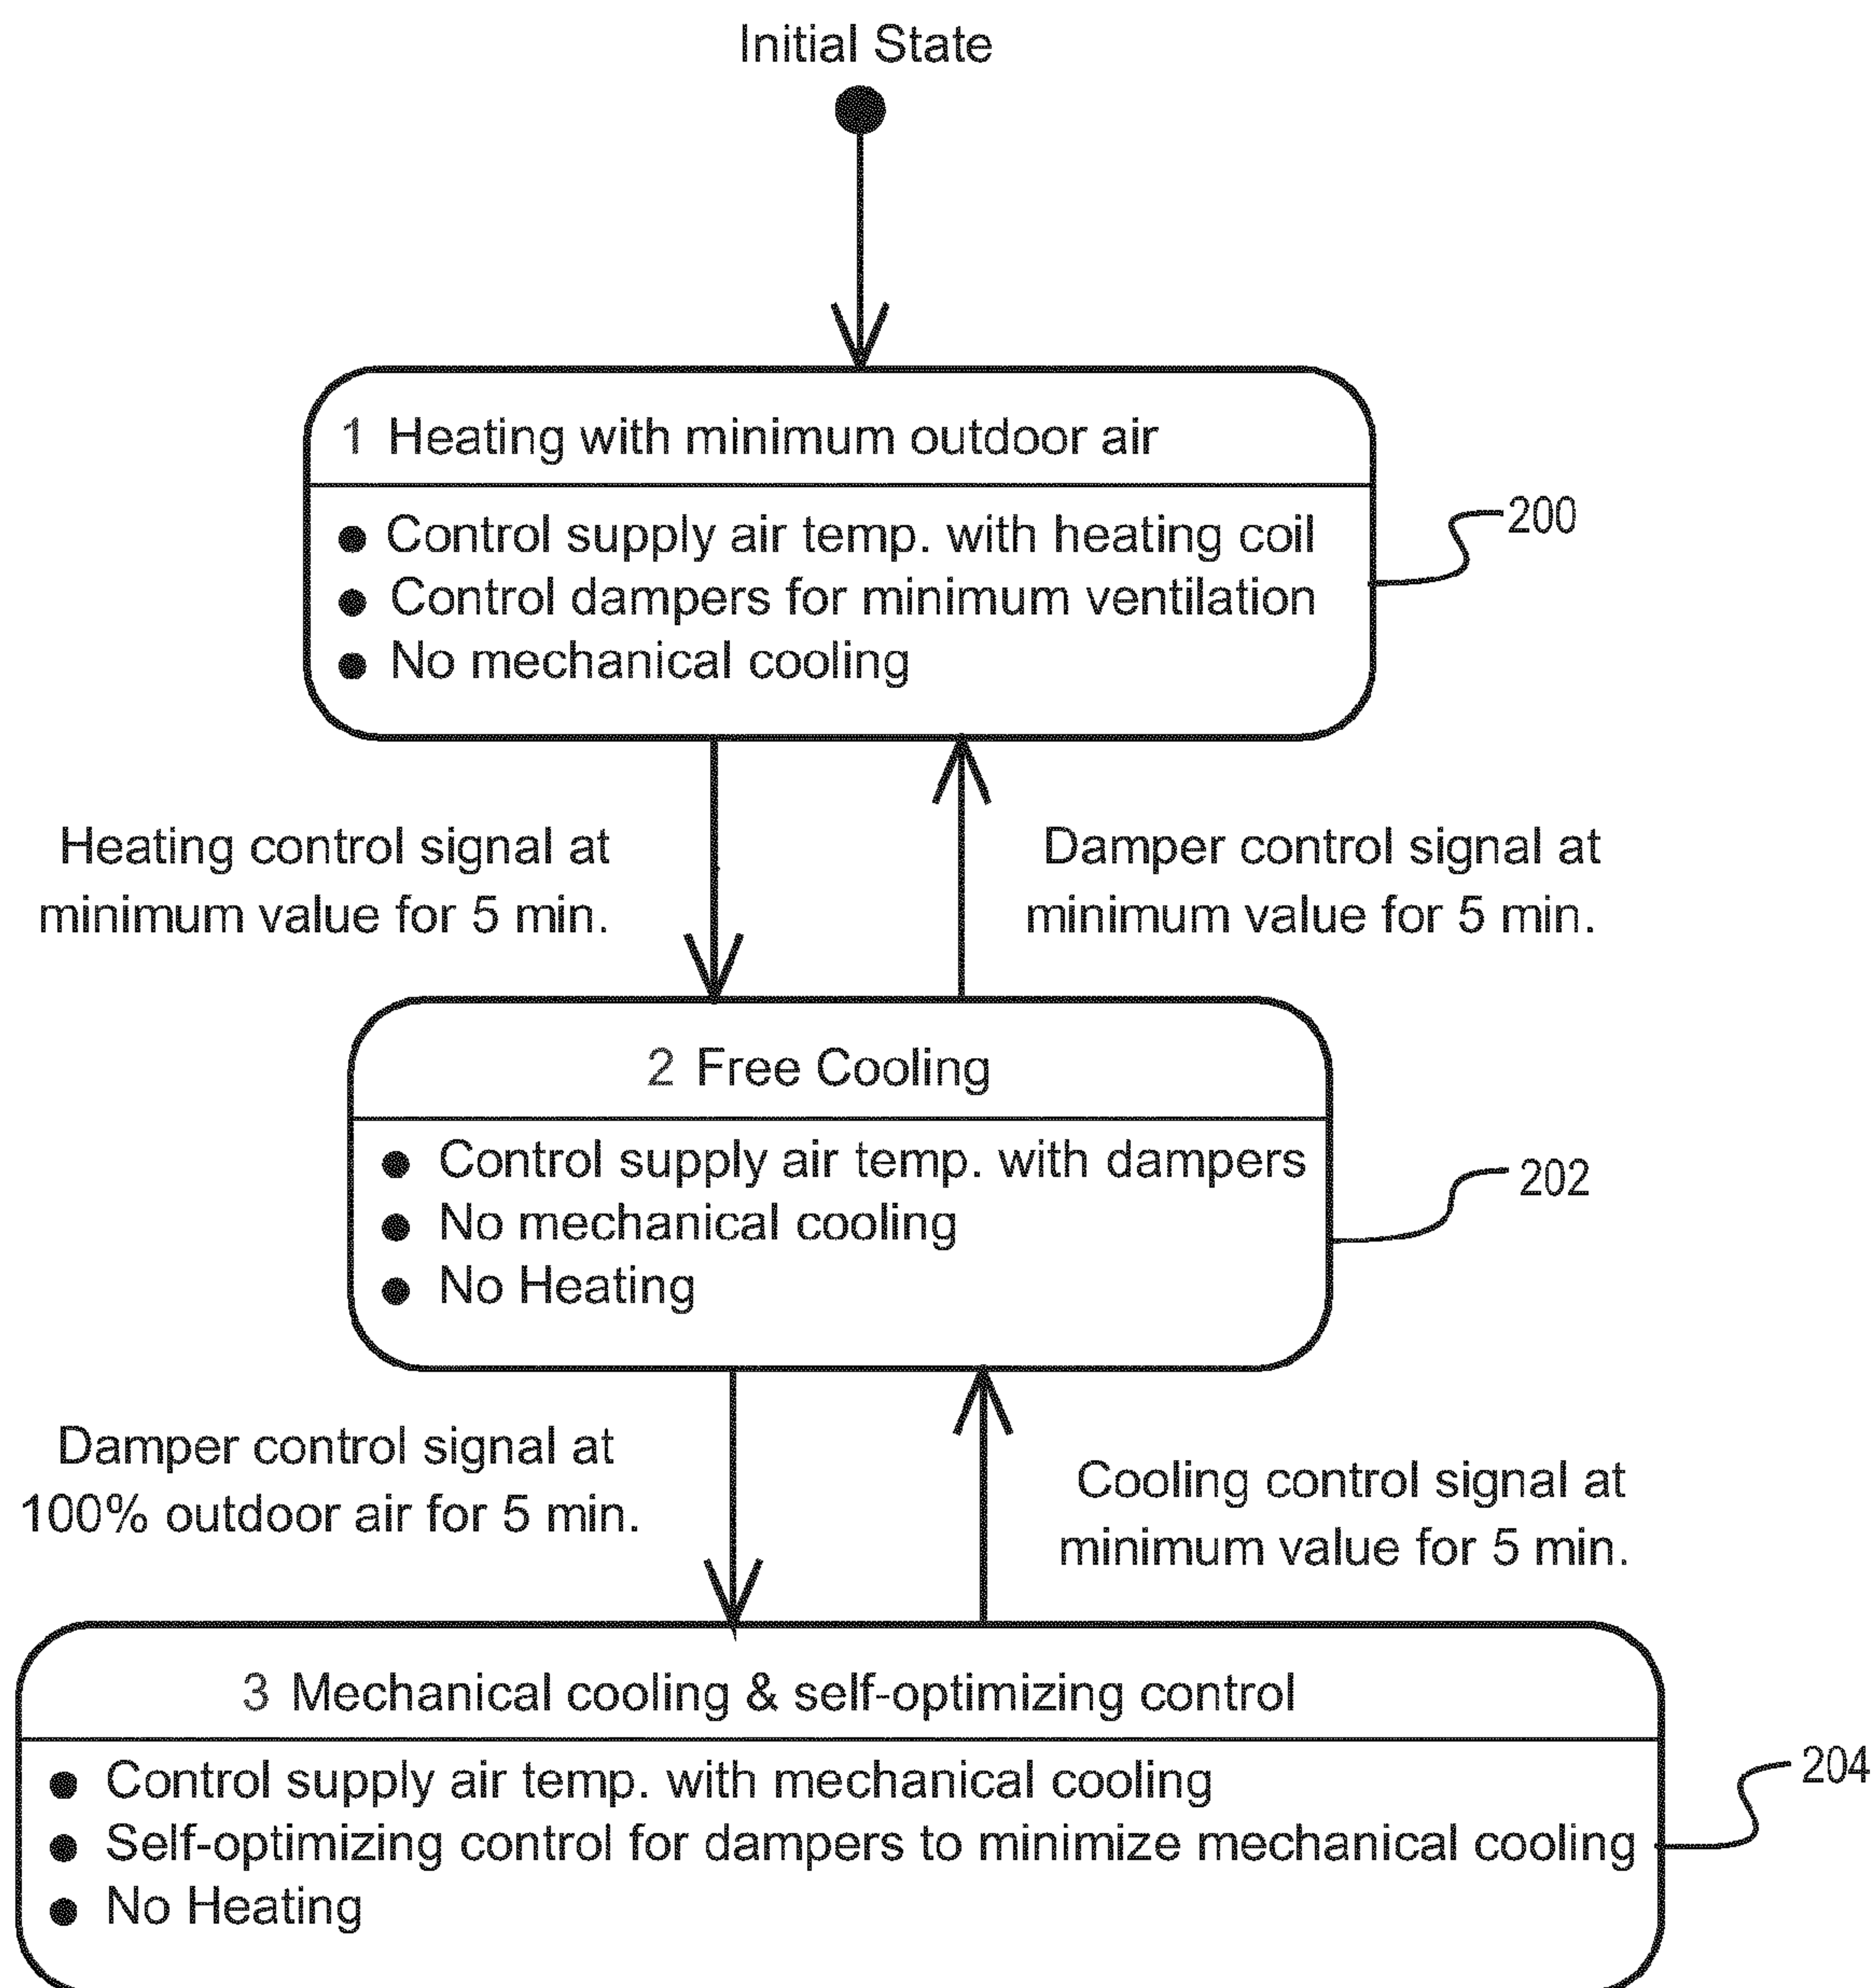 Initial State
1 Heating with minimum outdoor air
● Control supply air temp. with heating coil
● Control dampers for minimum ventilation
● No mechanical cooling
200
Heating control signal at
minimum value for 5 min.
Damper control signal at
minimum value for 5 min.
2 Free Cooling
● Control supply air temp. with dampers
● No mechanical cooling
● No Heating
202
Damper control signal at
100% outdoor air for 5 min.
Cooling control signal at
minimum value for 5 min.
3 Mechanical cooling & self-optimizing control
● Control supply air temp. with mechanical cooling
● Self-optimizing control for dampers to minimize mechanical cooling
● No Heating
204